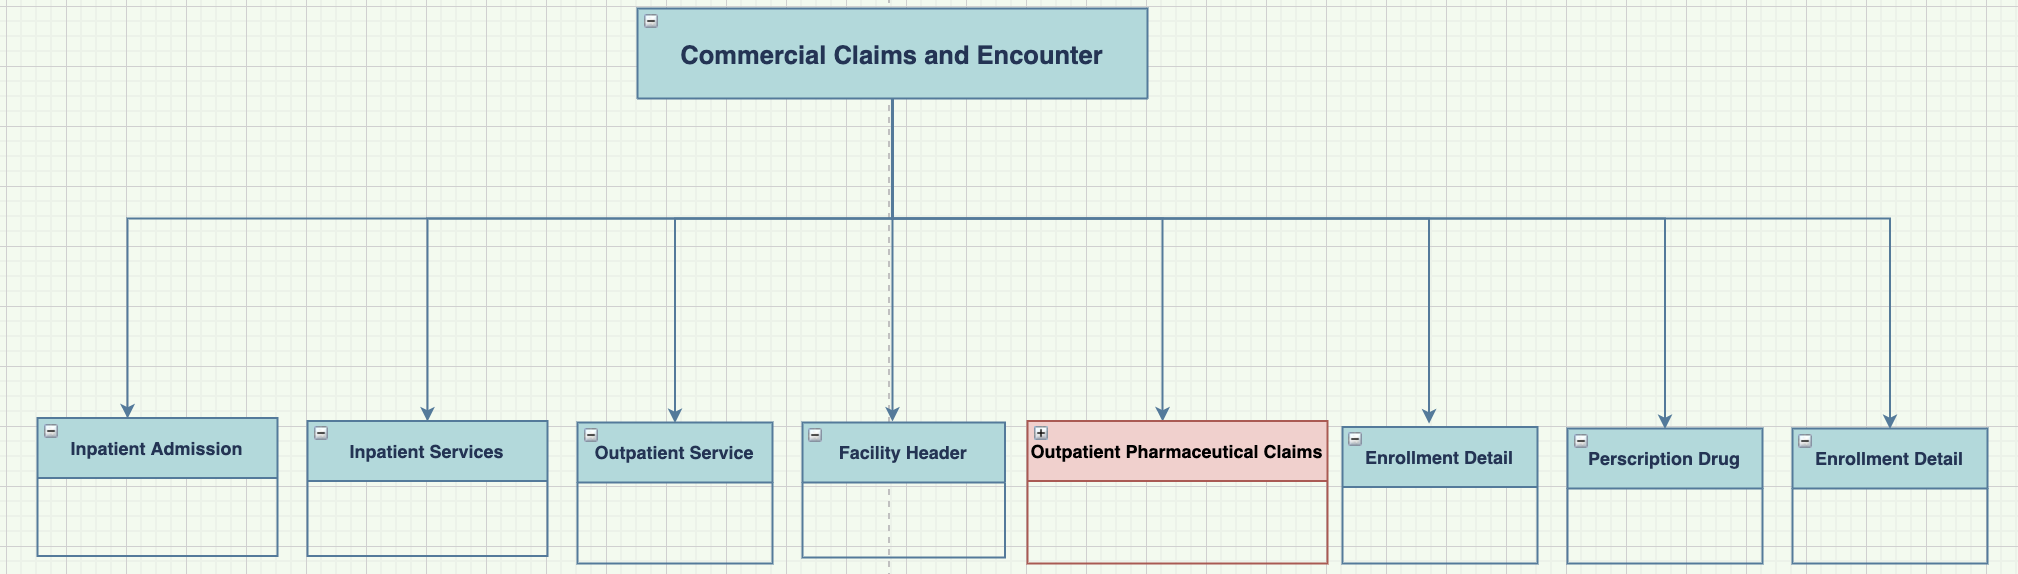 Commercial Claims and Encounter
Inpatient Admission
Inpatient Services
Outpatient Service
Facility Header
Outpatient Pharmaceutical Claims
Enrollment Detail
Perscription Drug
Enrollment Detail